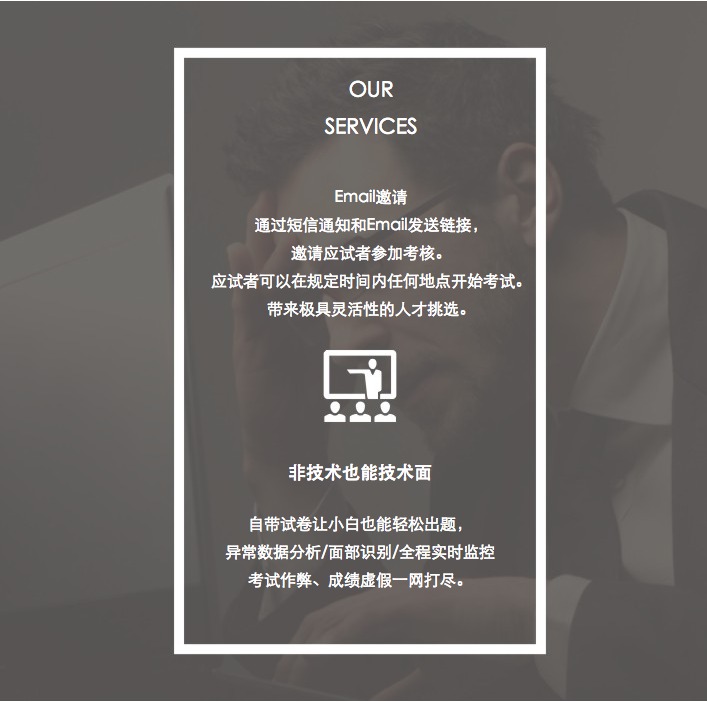 OUR
SERVICES
Email邀请
通过短信通知和Email发送链接，
邀请应试者参加考核。
应试者可以在规定时间内任何地点开始考试。
带来极具灵活性的人才挑选。
非技术也能技术面
自带试卷让小白也能轻松出题，
异常数据分析/面部识别/全程实时监控
考试作弊、成绩虚假一网打尽。